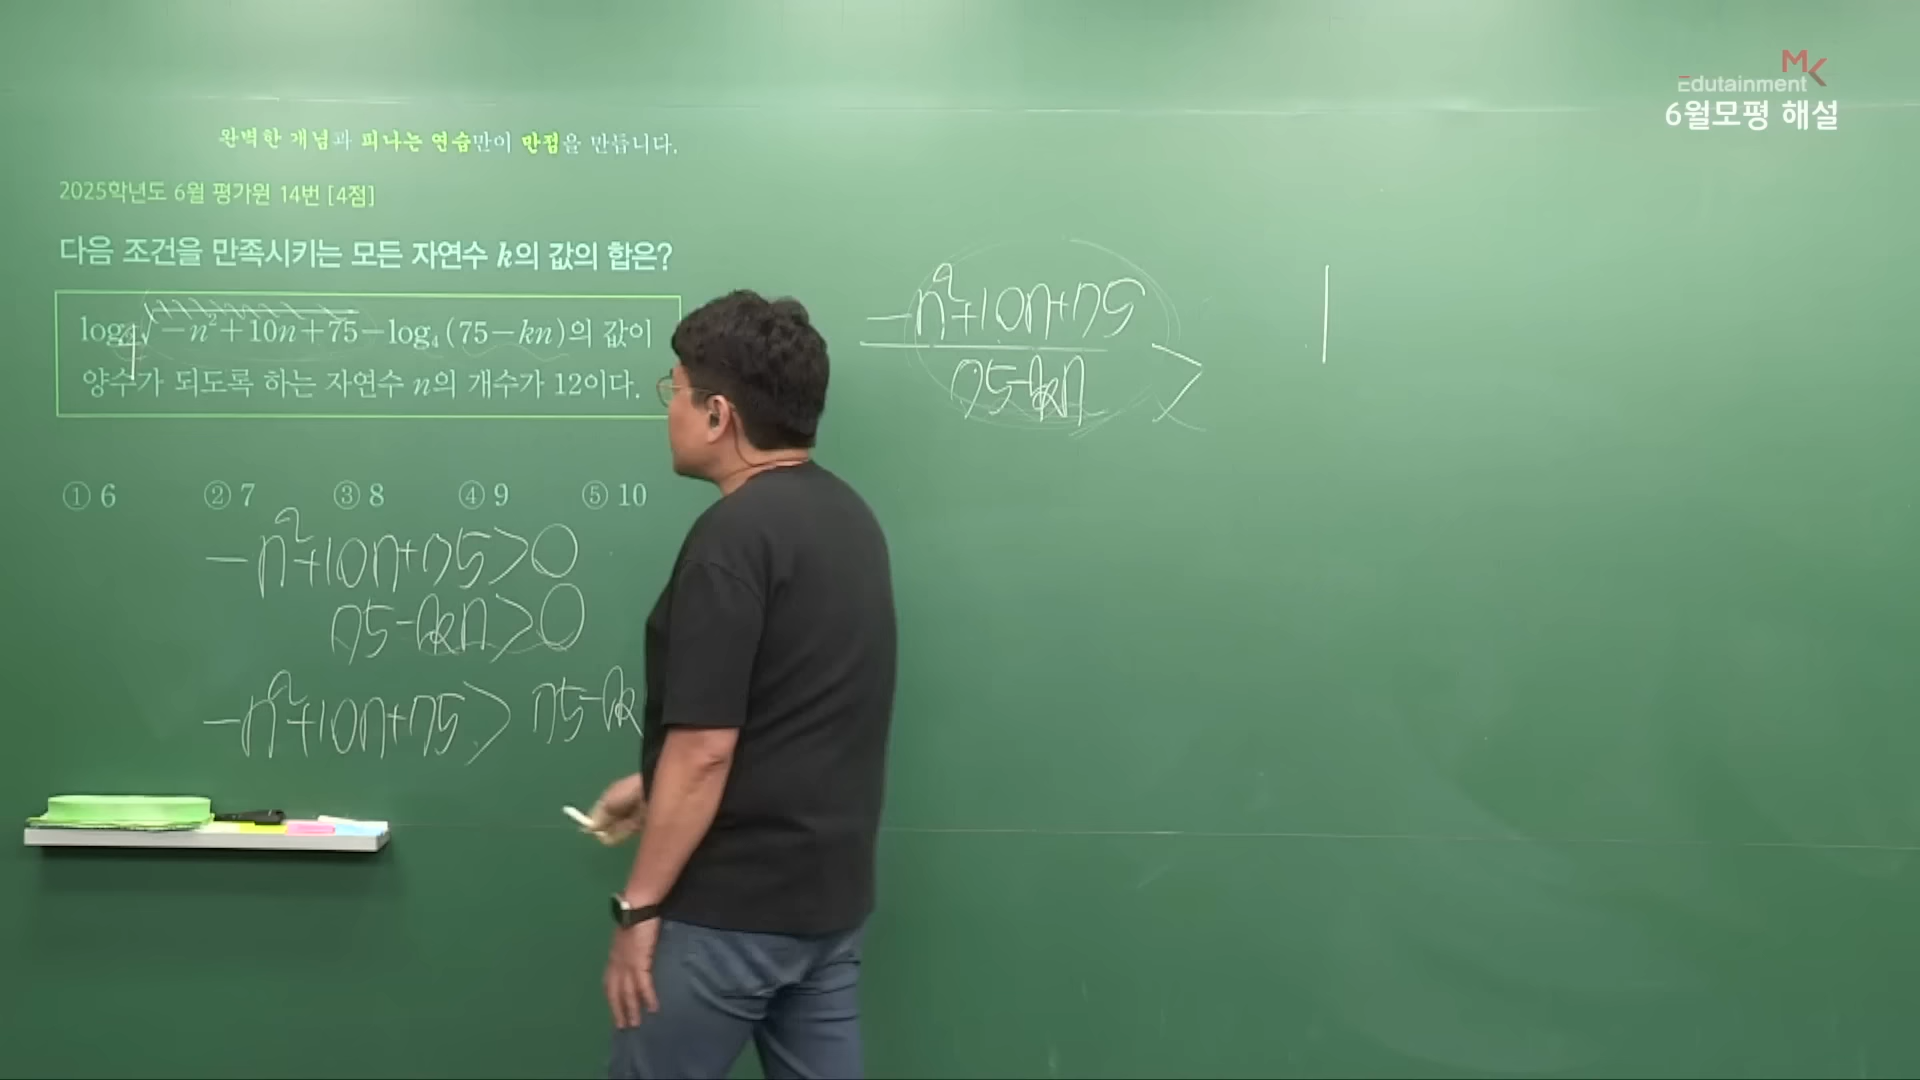 MK
Edutainment
6월모평 해설
완벽한 개념과 피나는 연습만이 만점을 만듭니다.
2025학년도 6월 평가원 14번 [4점]
다음 조건을 만족시키는 모든 자연수 k의 값의 합은?
√-n²+10n+75-log₄(75-kn)의 값이
양수가 되도록 하는 자연수 n의 개수가 12이다.
① 6 ② 7 ③ 8 ④ 9 ⑤ 10
-n²+10n+75>0
75-kn>0
-n²+10n+75> 75-k
-n²+10n+75
75-kn
> 1